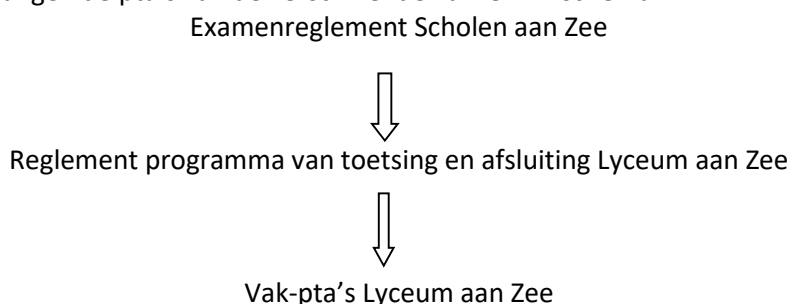 Examenreglement Scholen aan Zee
Reglement programma van toetsing en afsluiting Lyceum aan Zee
Vak-pta’s Lyceum aan Zee